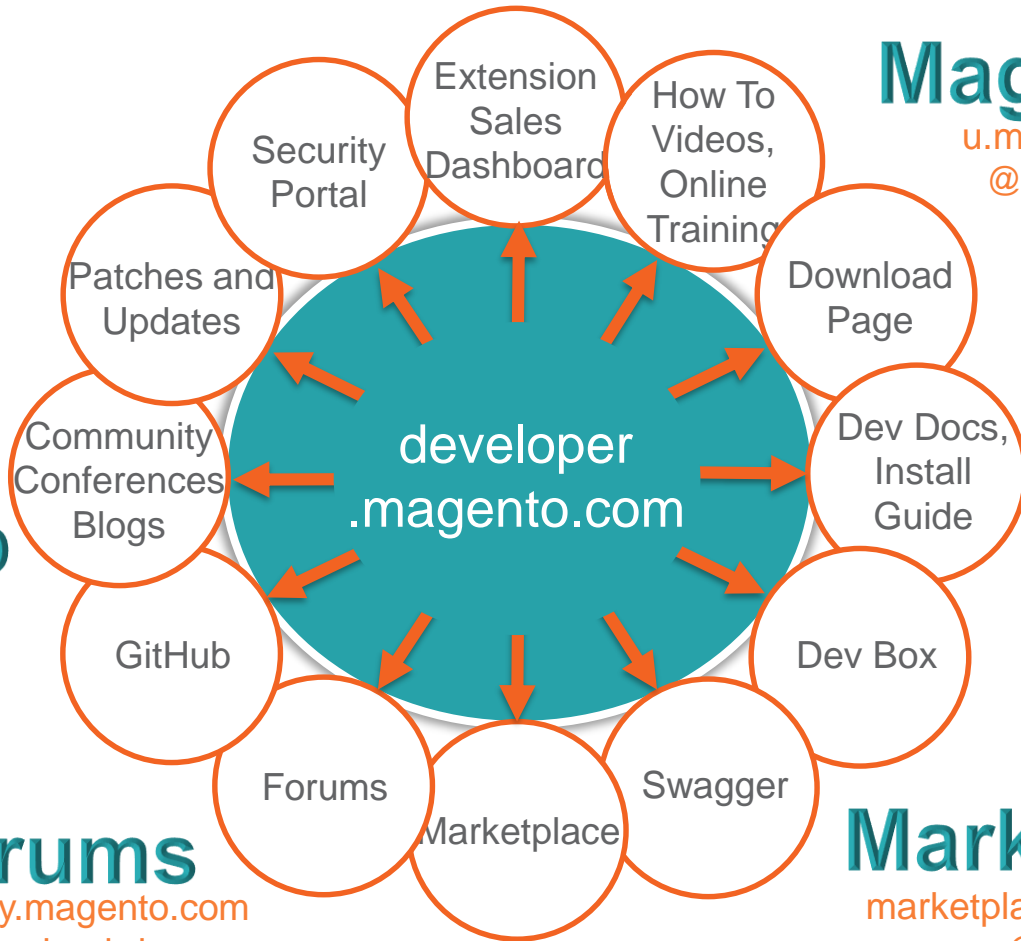 Extension
Sales
Dashboard
How To
Videos,
Online
Training
Download
Page
Dev Docs,
Install
Guide
Dev Box
Swagger
Marketplace
Forums
GitHub
Community
Conferences
Blogs
Patches and
Updates
Security
Portal
developer
.magento.com
Mag
u.m
@
rums
y.magento.com
Mark
marketpla